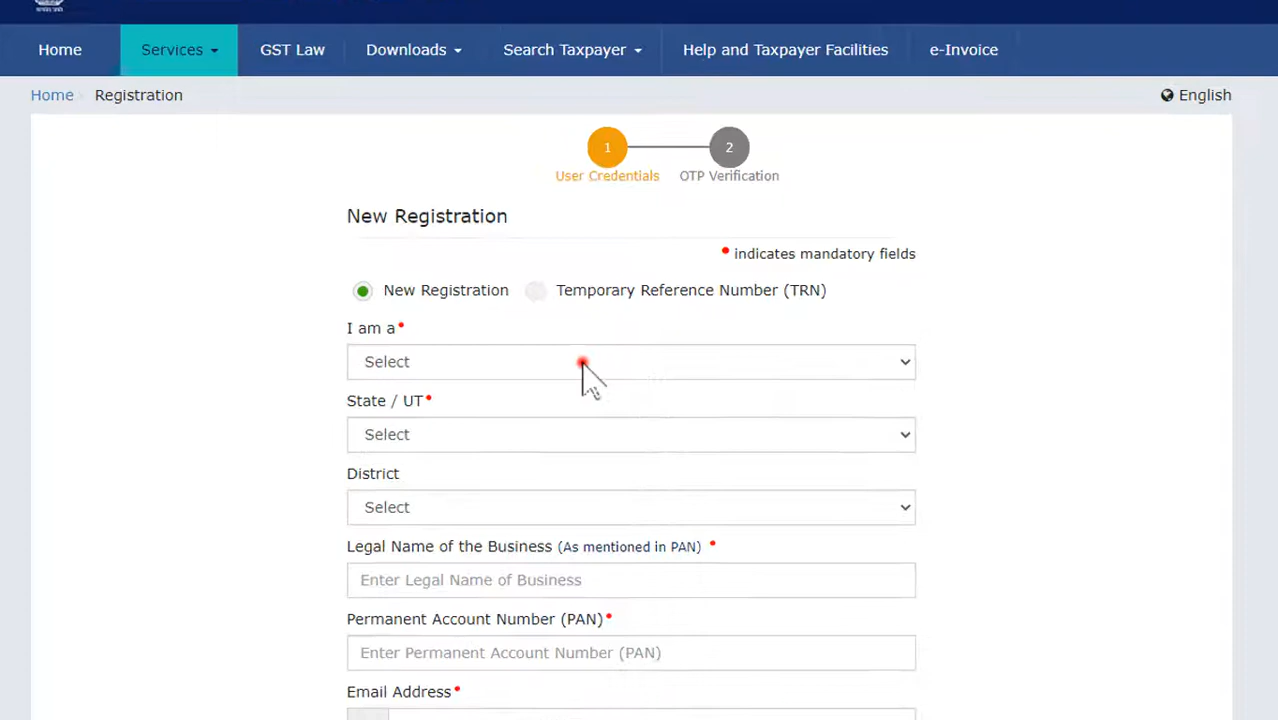 Home Services GST Law Downloads Search Taxpayer Help and Taxpayer Facilities e-Invoice
Home Registration English
1 2
User Credentials OTP Verification
New Registration
• indicates mandatory fields
New Registration Temporary Reference Number (TRN)
I am a•
Select
State / UT•
Select
District
Select
Legal Name of the Business (As mentioned in PAN) •
Enter Legal Name of Business
Permanent Account Number (PAN)•
Enter Permanent Account Number (PAN)
Email Address•